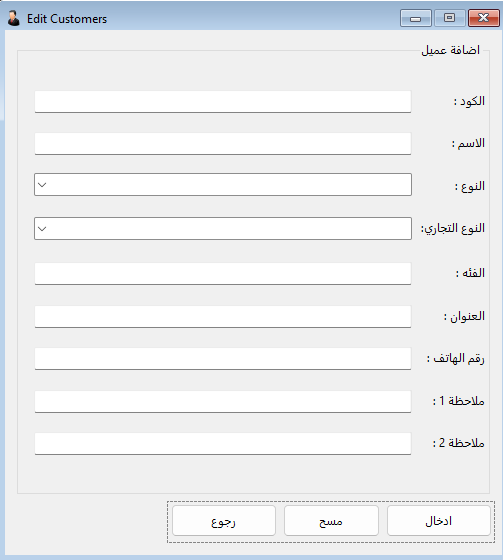 Edit Customers
اضافة عميل
الكود :
الاسم :
النوع :
النوع التجاري:
الفئه :
العنوان :
رقم الهاتف :
ملاحظة 1 :
ملاحظة 2 :
ادخال مسح رجوع